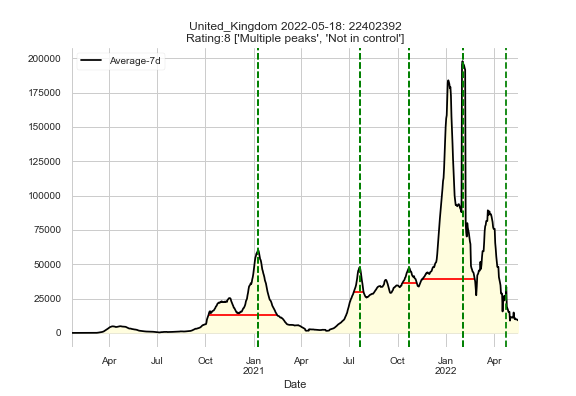 United_Kingdom 2022-05-18: 22402392
Rating:8 ['Multiple peaks', 'Not in control']
Average-7d
200000
175000
150000
125000
100000
75000
50000
25000
0
Apr Jul Oct Jan Apr Jul Oct Jan Apr
2021 2022
Date